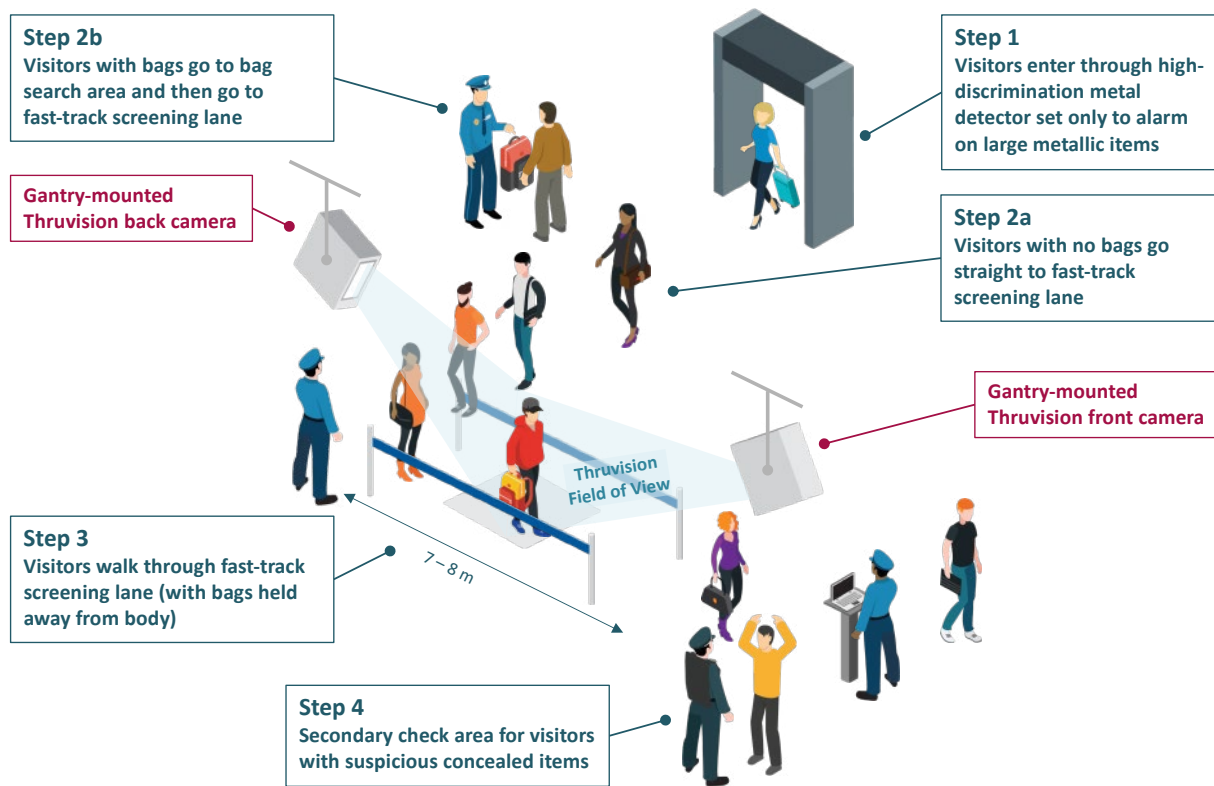 Step 2b
Visitors with bags go to bag
search area and then go to
fast-track screening lane
Step 1
Visitors enter through high-
discrimination metal
detector set only to alarm
on large metallic items
Gantry-mounted
Thruvision back camera
Step 2a
Visitors with no bags go
straight to fast-track
screening lane
Gantry-mounted
Thruvision front camera
Thruvision
Field of View
Step 3
Visitors walk through fast-track
screening lane (with bags held
away from body)
7 – 8 m
Step 4
Secondary check area for visitors
with suspicious concealed items